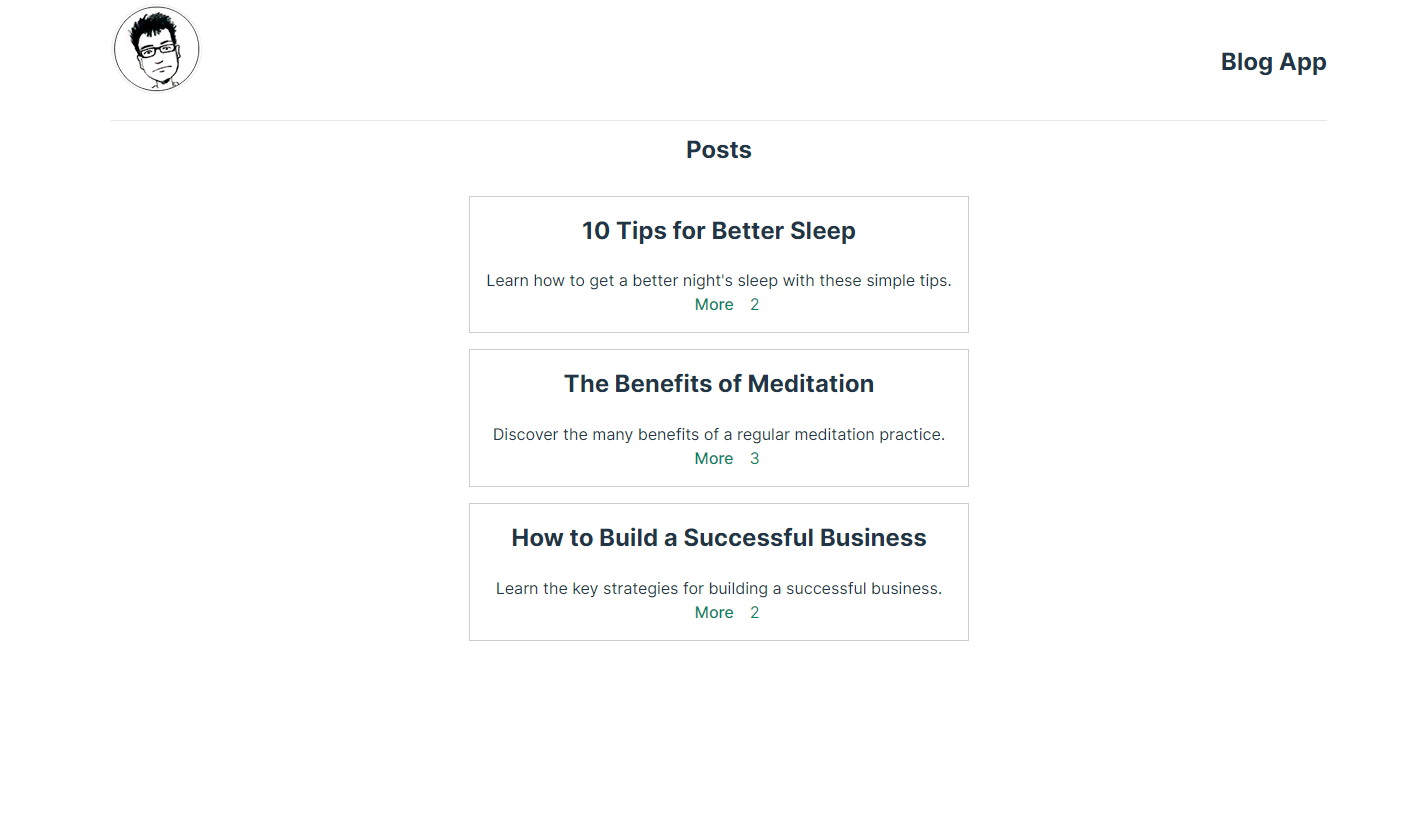 Blog App
Posts
10 Tips for Better Sleep
Learn how to get a better night's sleep with these simple tips.
More 2
The Benefits of Meditation
Discover the many benefits of a regular meditation practice.
More 3
How to Build a Successful Business
Learn the key strategies for building a successful business.
More 2